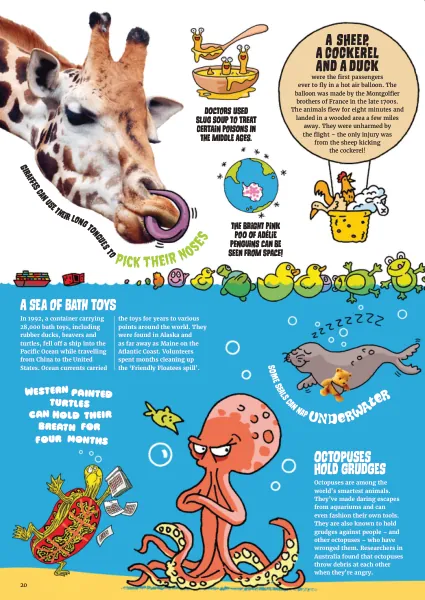 A SHEEP,
A COCKEREL
AND A DUCK
were the first passengers
ever to fly in a hot air balloon. The
balloon was made by the Montgolfier
brothers of France in the late 1700s.
The animals flew for eight minutes and
landed in a wooded area a few miles
away. They were unharmed by
the flight – the only injury was
from the sheep kicking
the cockerel!
DOCTORS USED
SLUG SOUP TO TREAT
CERTAIN POISONS IN
THE MIDDLE AGES.
GIRAFFES CAN USE THEIR LONG TONGUES TO PICK THEIR NOSES
THE BRIGHT PINK
POO OF ADÉLIE
PENGUINS CAN BE
SEEN FROM SPACE!
A SEA OF BATH TOYS
In 1992, a container carrying
28,000 bath toys, including
rubber ducks, beavers and
turtles, fell off a ship into the
Pacific Ocean while travelling
from China to the United
States. Ocean currents carried
the toys for years to various
points around the world. They
were found in Alaska and
as far away as Maine on the
Atlantic Coast. Volunteers
spent months cleaning up
the ‘Friendly Floatees spill’.
ZZZZZZZZ
SOME SEALS CAN NAP UNDERWATER
WESTERN PAINTED
TURTLES
CAN HOLD THEIR
BREATH FOR
FOUR MONTHS
OCTOPUSES
HOLD GRUDGES
Octopuses are among the
world’s smartest animals.
They’ve made daring escapes
from aquariums and can
even fashion their own tools.
They are also known to hold
grudges against people – and
other octopuses – who have
wronged them. Researchers in
Australia found that octopuses
throw debris at each other
when they’re angry.
20